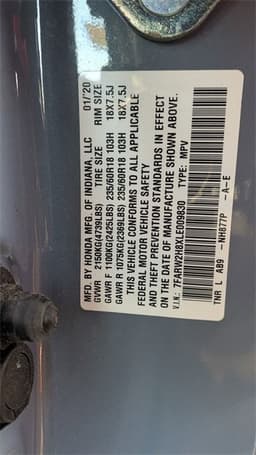 MFD. BY HONDA MFG. OF INDIANA, LLC 01/'20
GVWR 2150KG(4739LBS) TIRE SIZE RIM SIZE
GAWR F 1100KG(2425LBS) 235/60R18 103H 18X7.5J
GAWR R 1075KG(2369LBS) 235/60R18 103H 18X7.5J
THIS VEHICLE CONFORMS TO ALL APPLICABLE
FEDERAL MOTOR VEHICLE SAFETY
AND THEFT PREVENTION STANDARDS IN EFFECT
ON THE DATE OF MANUFACTURE SHOWN ABOVE.
V.I.N.: 7FARW2H8XLE009830 TYPE: MPV
TNR L AB9 -NH877P -A-E